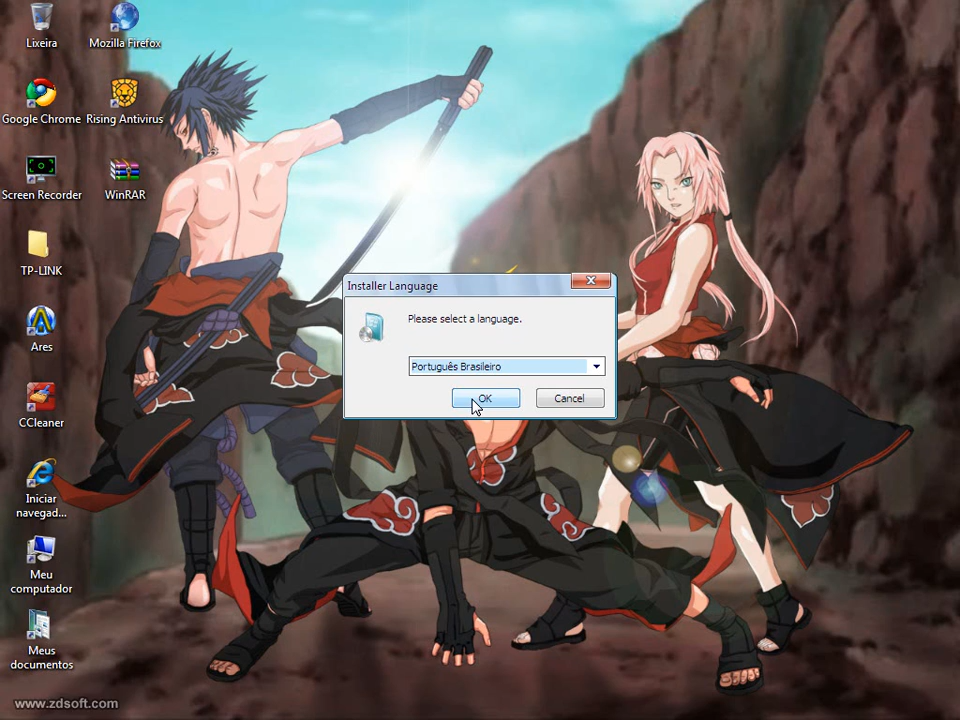 Lixeira
Mozilla Firefox
Google Chrome
Rising Antivirus
Screen Recorder
WinRAR
TP-LINK
Ares
CCleaner
Iniciar
navegad...
Meu
computador
Meus
documentos
Installer Language
Please select a language.
Português Brasileiro
OK
Cancel
www.zdsoft.com